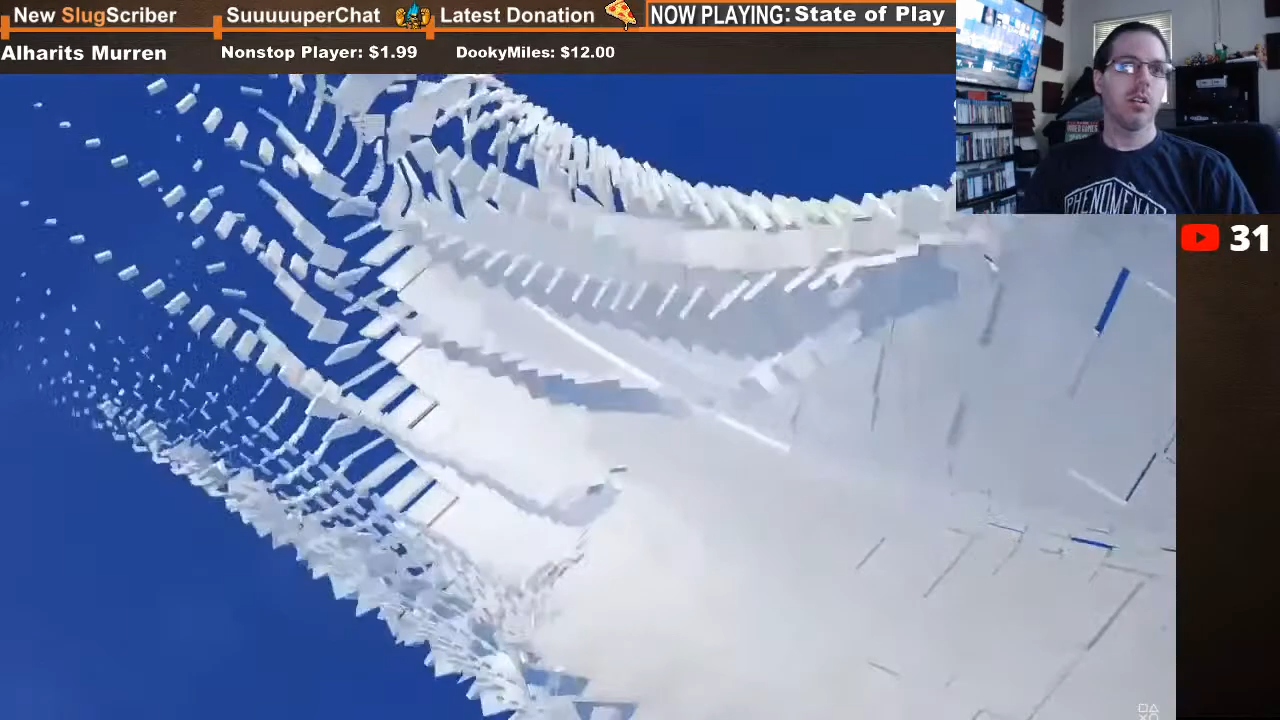 New SlugScriber
SuuuuuperChat
Latest Donation
NOW PLAYING: State of Play
Alharits Murren
Nonstop Player: $1.99
DookyMiles: $12.00
PHENOMENA
31